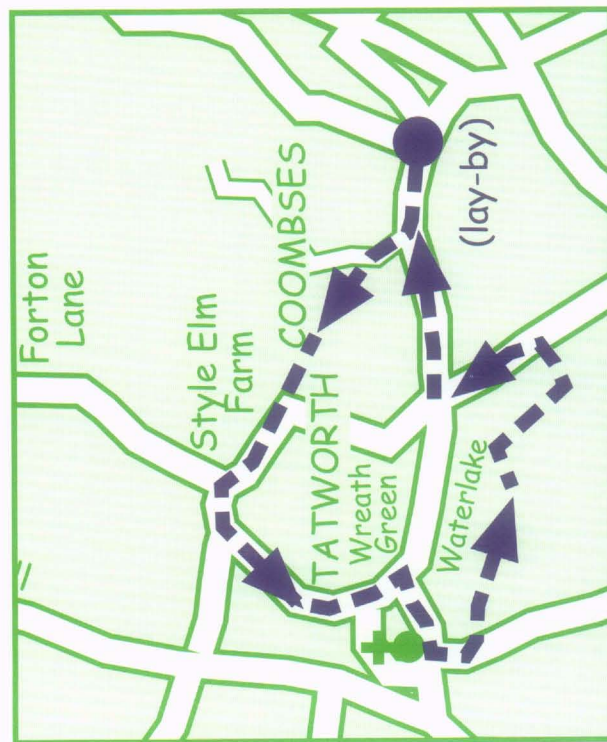 Forton
Lane
Style Elm
Farm
COOMBSES
TATWORTH
Wreath
Green
Waterlake
(lay-by)